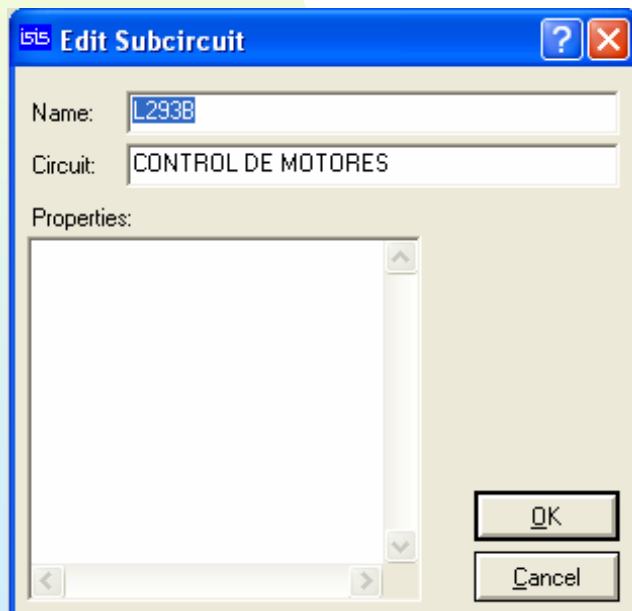 isis Edit Subcircuit
Name: L293B
Circuit: CONTROL DE MOTORES
Properties:
OK
Cancel